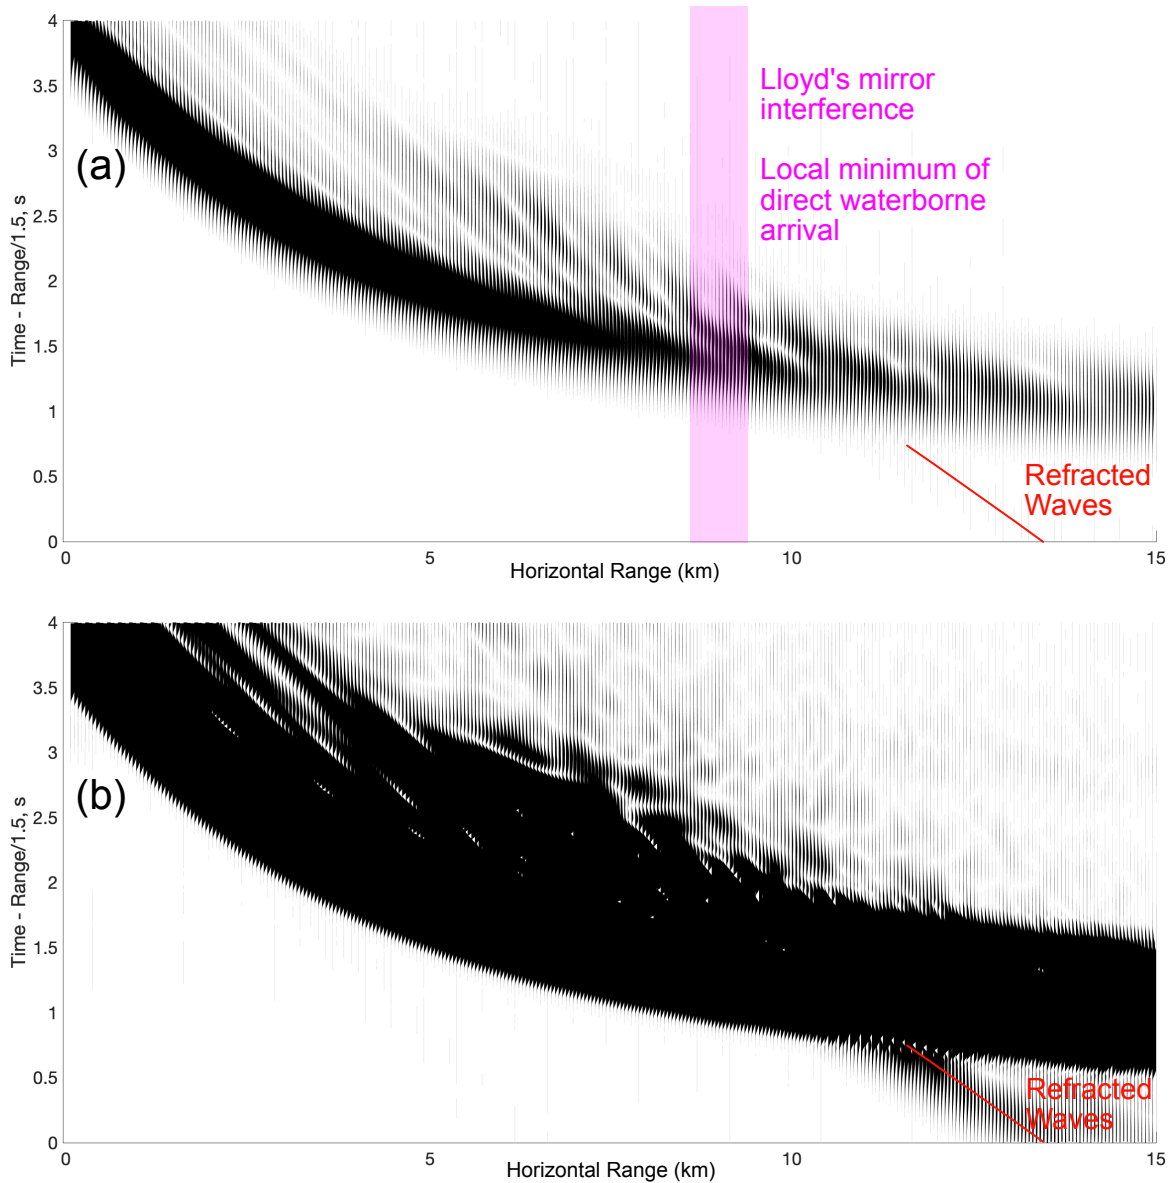 4
3.5
3
2.5
2
1.5
1
0.5
0
Time - Range/1.5, s
(a)
Lloyd's mirror
interference
Local minimum of
direct waterborne
arrival
Refracted
Waves
0
5
10
15
Horizontal Range (km)
4
3.5
3
2.5
2
1.5
1
0.5
0
Time - Range/1.5, s
(b)
Refracted
Waves
0
5
10
15
Horizontal Range (km)